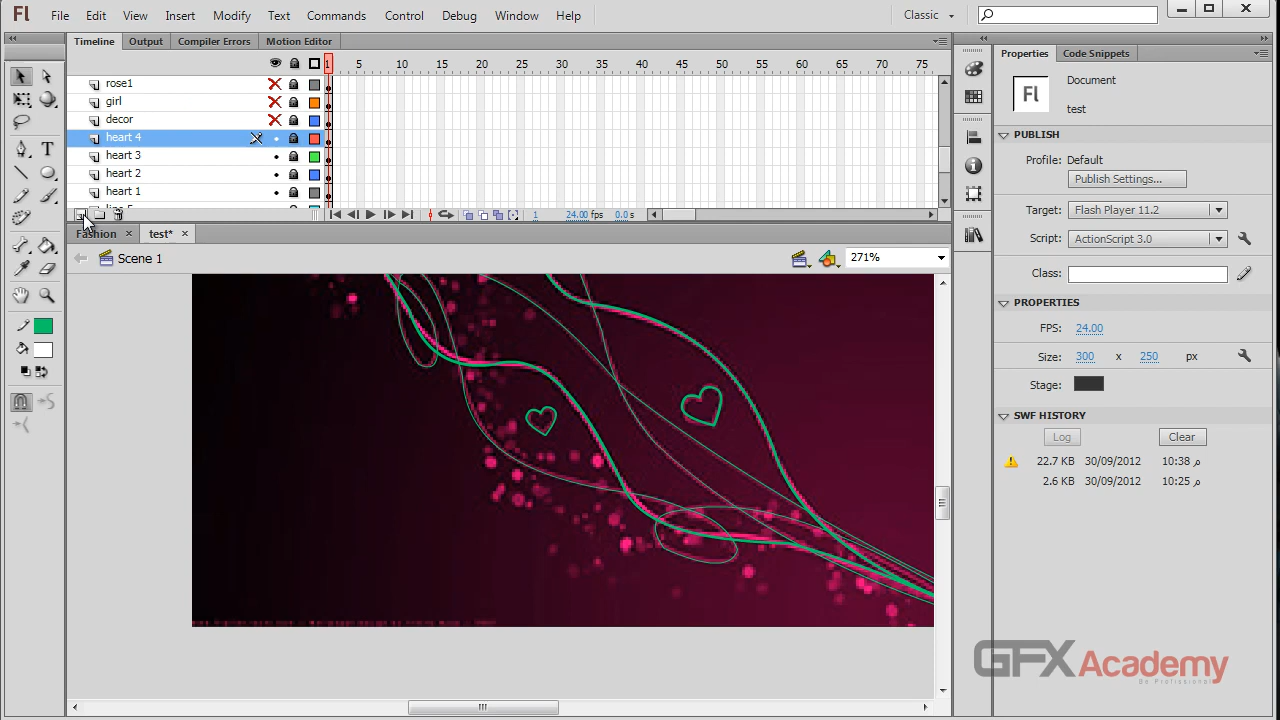 Fl File Edit View Insert Modify Text Commands Control Debug Window Help Classic
Timeline Output Compiler Errors Motion Editor
1 5 10 15 20 25 30 35 40 45 50 55 60 65 70 75
rose1
girl
decor
heart 4
heart 3
heart 2
heart 1
1 24.00 fps 0.0 s
Fashion × test* ×
Scene 1 271%
Properties Code Snippets
Fl Document
test
PUBLISH
Profile: Default
Publish Settings...
Target: Flash Player 11.2
Script: ActionScript 3.0
Class:
PROPERTIES
FPS: 24.00
Size: 300 x 250 px
Stage:
SWF HISTORY
Log Clear
22.7 KB 30/09/2012 م 10:38
2.6 KB 30/09/2012 م 10:25
GFX Academy
Be Professional